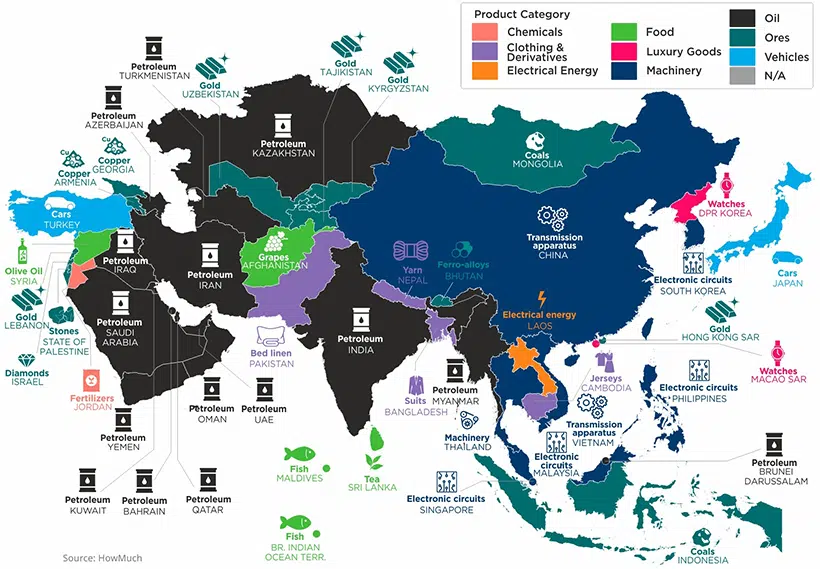 Product Category
Chemicals
Clothing &
Derivatives
Electrical Energy
Food
Luxury Goods
Machinery
Oil
Ores
Vehicles
N/A
Petroleum
TURKMENISTAN
Gold
UZBEKISTAN
Gold
TAJIKISTAN
Gold
KYRGYZSTAN
Petroleum
AZERBAIJAN
Petroleum
KAZAKHSTAN
Cu
Copper
GEORGIA
Cu
Copper
ARMENIA
Coals
MONGOLIA
Cars
TURKEY
Watches
DPR KOREA
Transmission
apparatus
CHINA
Petroleum
IRAQ
Grapes
AFGHANISTAN
Olive Oil
SYRIA
Petroleum
IRAN
Yarn
NEPAL
Ferro-alloys
BHUTAN
Electronic circuits
SOUTH KOREA
Cars
JAPAN
Gold
LEBANON
Stones
STATE OF
PALESTINE
Petroleum
SAUDI
ARABIA
Petroleum
INDIA
Electrical energy
LAOS
Gold
HONG KONG SAR
Diamonds
ISRAEL
Bed linen
PAKISTAN
Watches
MACAO SAR
Fertilizers
JORDAN
Petroleum
OMAN
Petroleum
UAE
Suits
BANGLADESH
Petroleum
MYANMAR
Jerseys
CAMBODIA
Electronic circuits
PHILIPPINES
Petroleum
YEMEN
Machinery
THAILAND
Transmission
apparatus
VIETNAM
Electronic
circuits
MALAYSIA
Fish
MALDIVES
Tea
SRI LANKA
Petroleum
BRUNEI
DARUSSALAM
Petroleum
KUWAIT
Petroleum
BAHRAIN
Petroleum
QATAR
Electronic circuits
SINGAPORE
Fish
BR. INDIAN
OCEAN TERR.
Coals
INDONESIA
Source: HowMuch